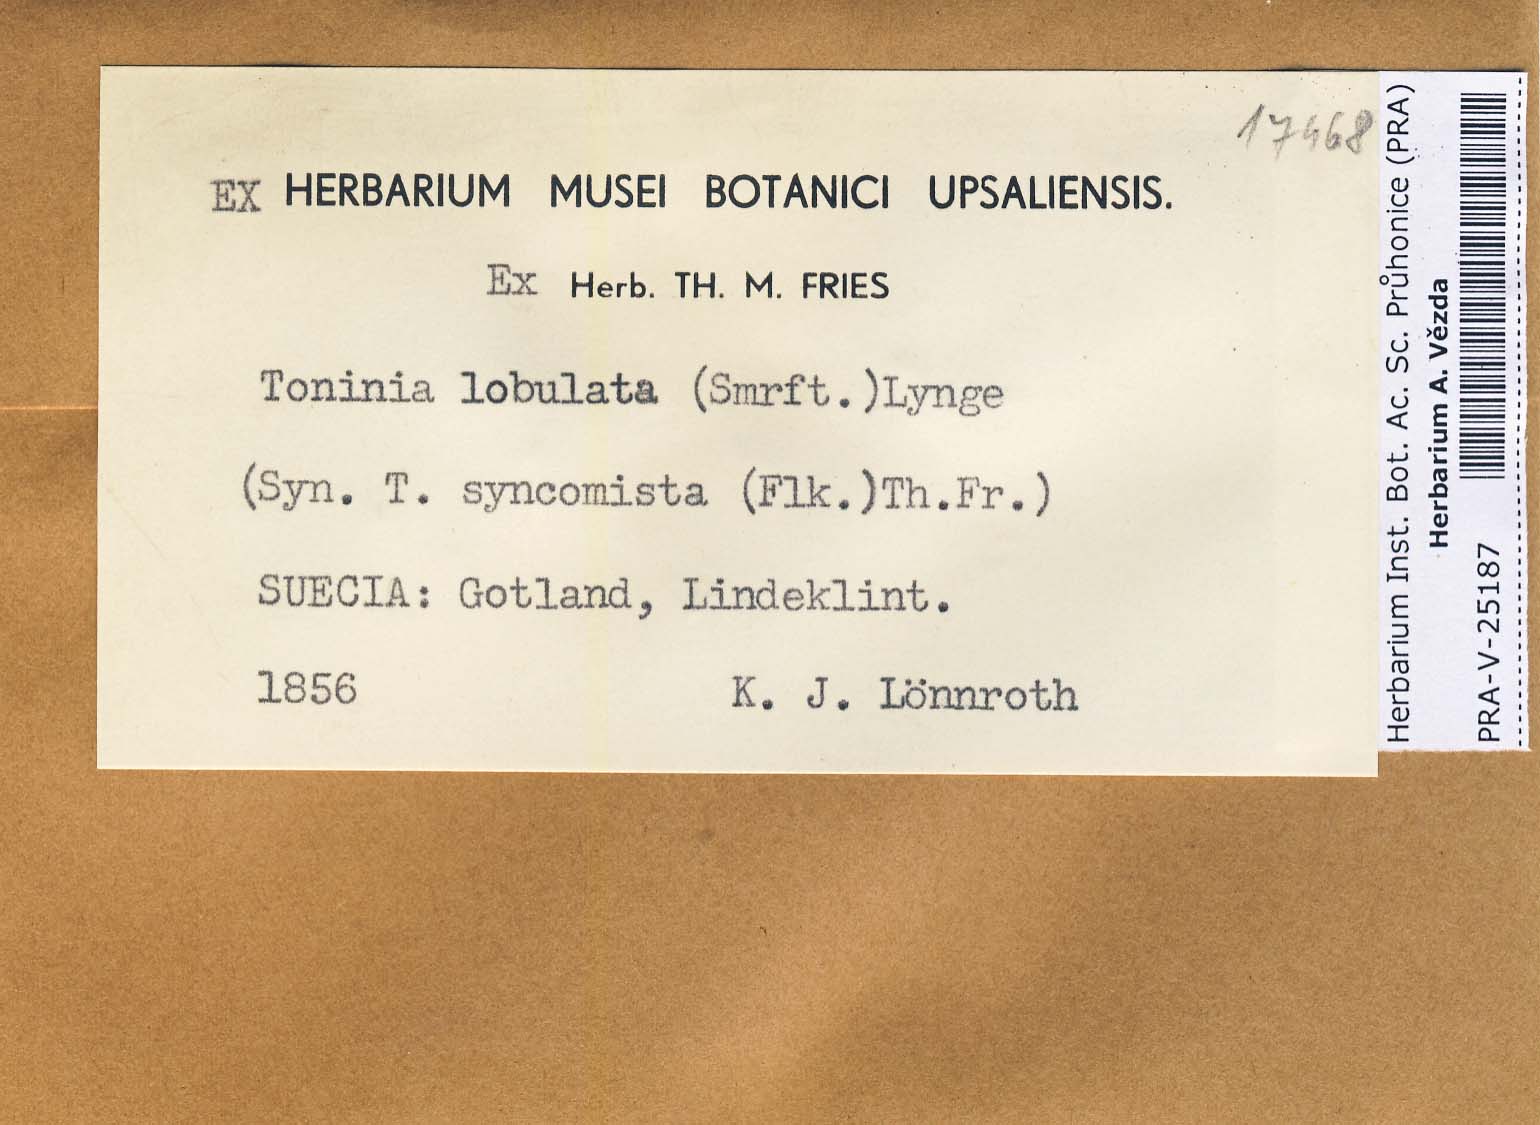 17468
EX HERBARIUM MUSEI BOTANICI UPSALIENSIS.
Ex Herb. TH. M. FRIES
Toninia lobulata (Smrft.)Lynge
(Syn. T. syncomista (Flk.)Th.Fr.)
SUECIA: Gotland, Lindeklint.
1856 K. J. Lönnroth
Herbarium Inst. Bot. Ac. Sc. Průhonice (PRA)
Herbarium A. Vězda
PRA-V-25187